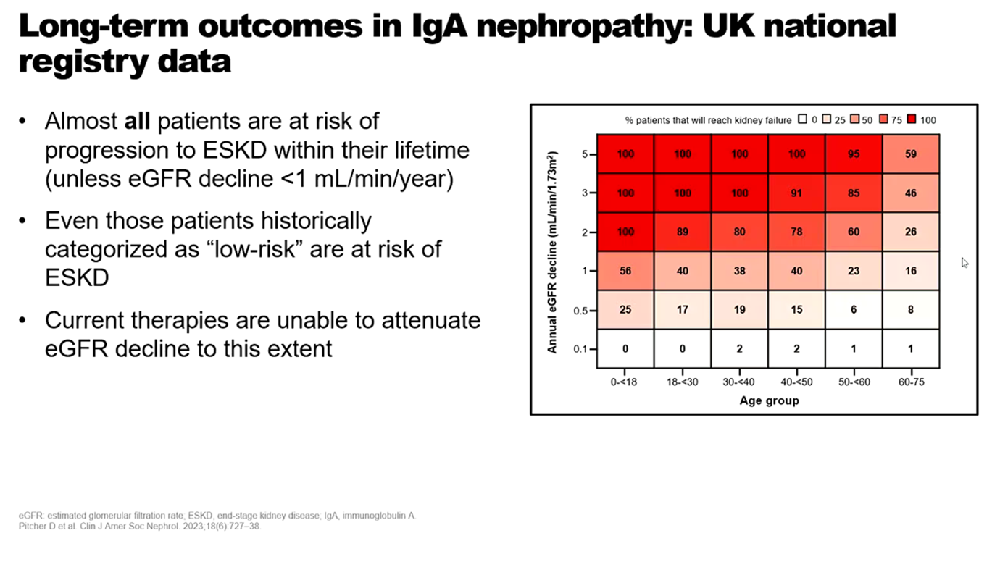 Long-term outcomes in IgA nephropathy: UK national
registry data
• Almost all patients are at risk of
progression to ESKD within their lifetime
(unless eGFR decline <1 mL/min/year)
• Even those patients historically
categorized as “low-risk” are at risk of
ESKD
• Current therapies are unable to attenuate
eGFR decline to this extent
% patients that will reach kidney failure 0 25 50 75 100
Annual eGFR decline (mL/min/1.73m²)
5 100 100 100 100 95 59
3 100 100 100 91 85 46
2 100 89 80 78 60 26
1 56 40 38 40 23 16
0.5 25 17 19 15 6 8
0.1 0 0 2 2 1 1
0-<18 18-<30 30-<40 40-<50 50-<60 60-75
Age group
eGFR: estimated glomerular filtration rate, ESKD, end-stage kidney disease, IgA, immunoglobulin A.
Pitcher D et al. Clin J Amer Soc Nephrol. 2023;18(6):727–38.